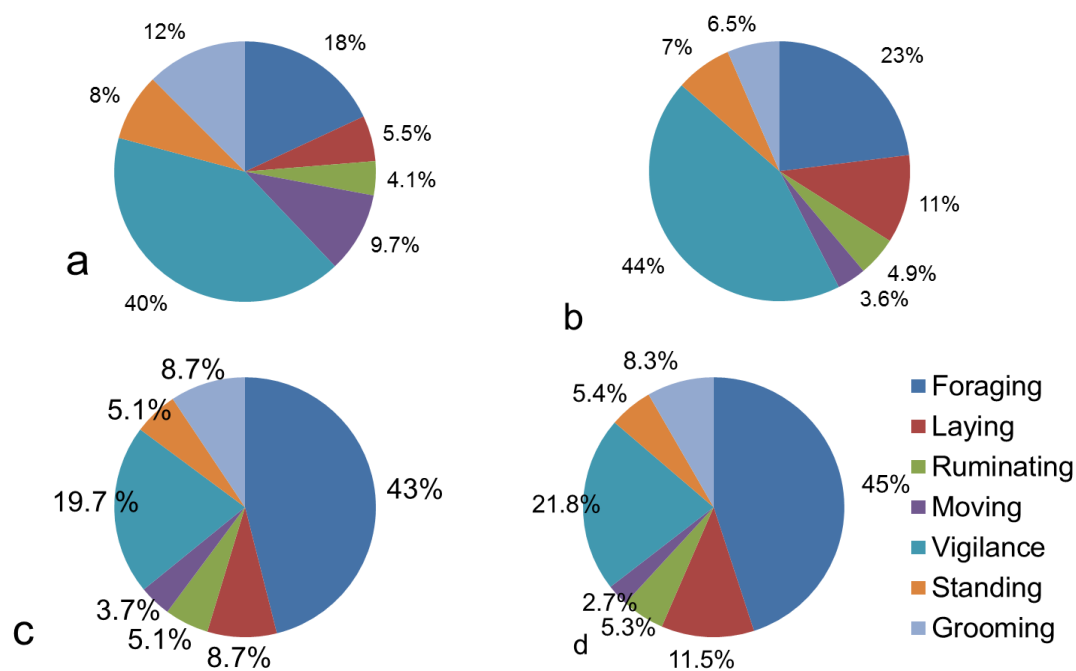 12%
18%
8%
5.5%
4.1%
9.7%
40%
a
6.5%
7%
23%
11%
4.9%
3.6%
44%
b
8.7%
5.1%
43%
19.7 %
3.7%
5.1%
8.7%
c
8.3%
5.4%
45%
21.8%
2.7%
5.3%
11.5%
d
Foraging
Laying
Ruminating
Moving
Vigilance
Standing
Grooming